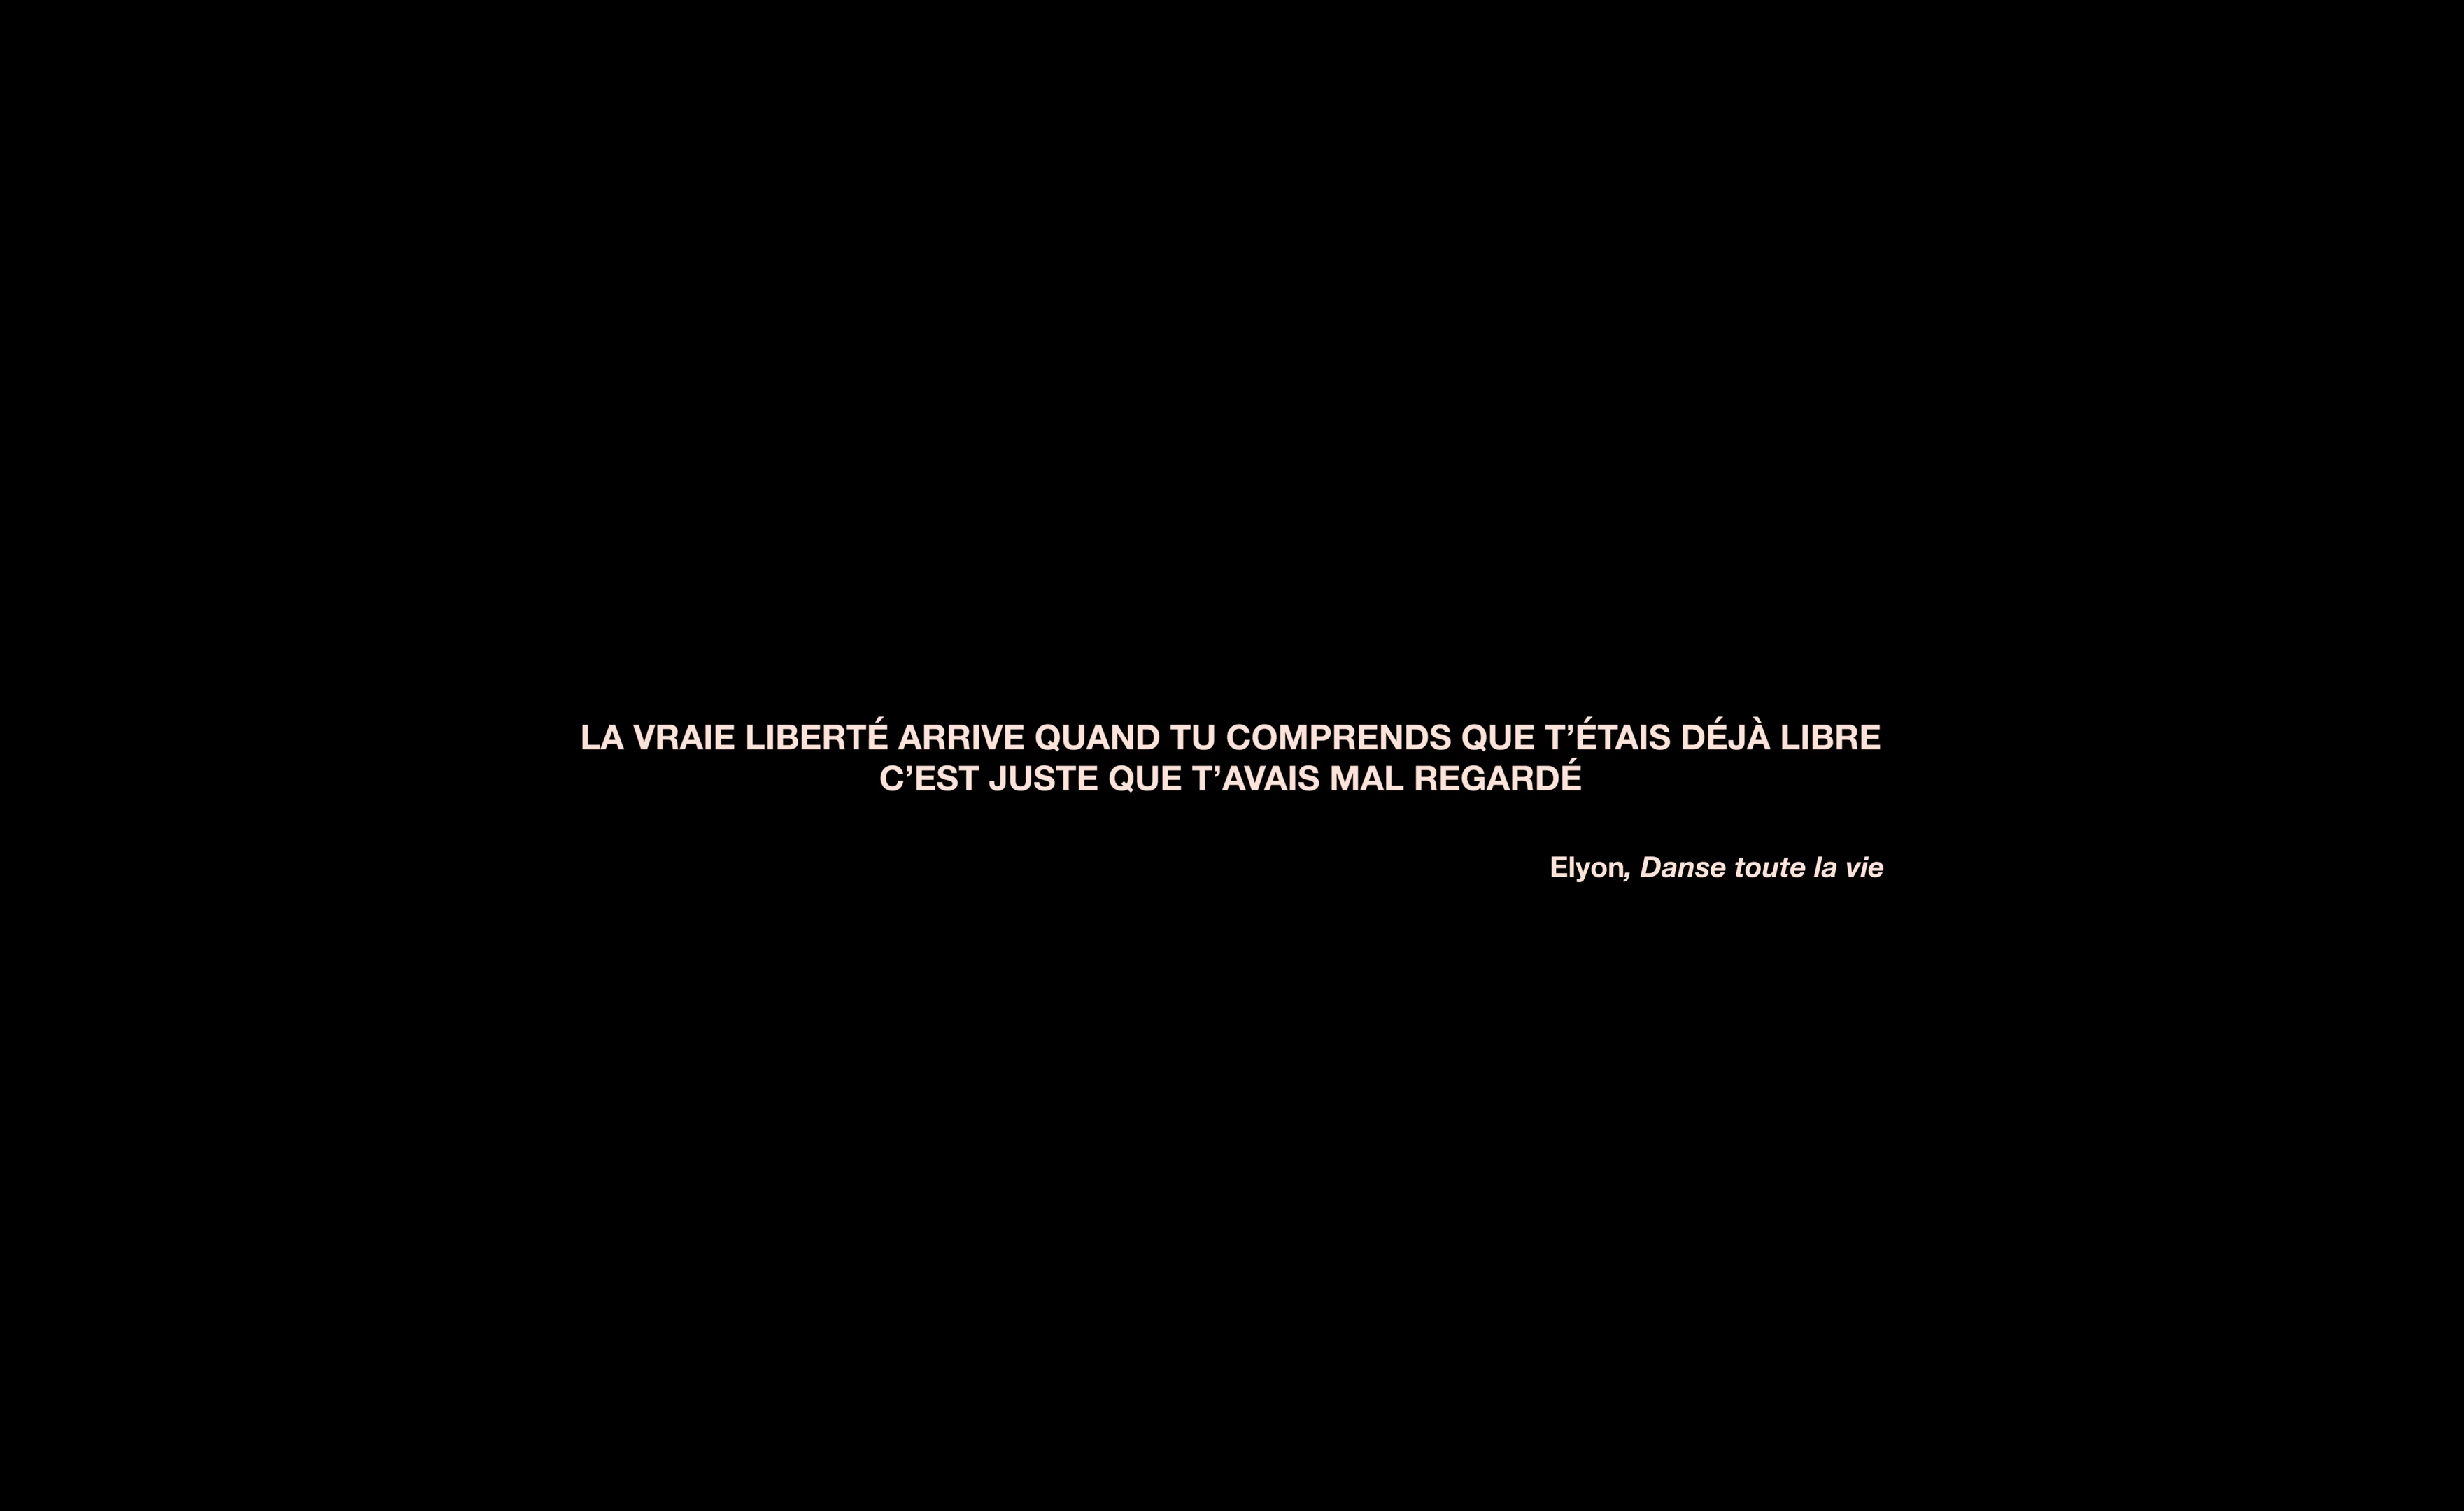 LA VRAIE LIBERTÉ ARRIVE QUAND TU COMPRENDS QUE T’ÉTAIS DÉJÀ LIBRE
C’EST JUSTE QUE T’AVAIS MAL REGARDÉ
Elyon, Danse toute la vie